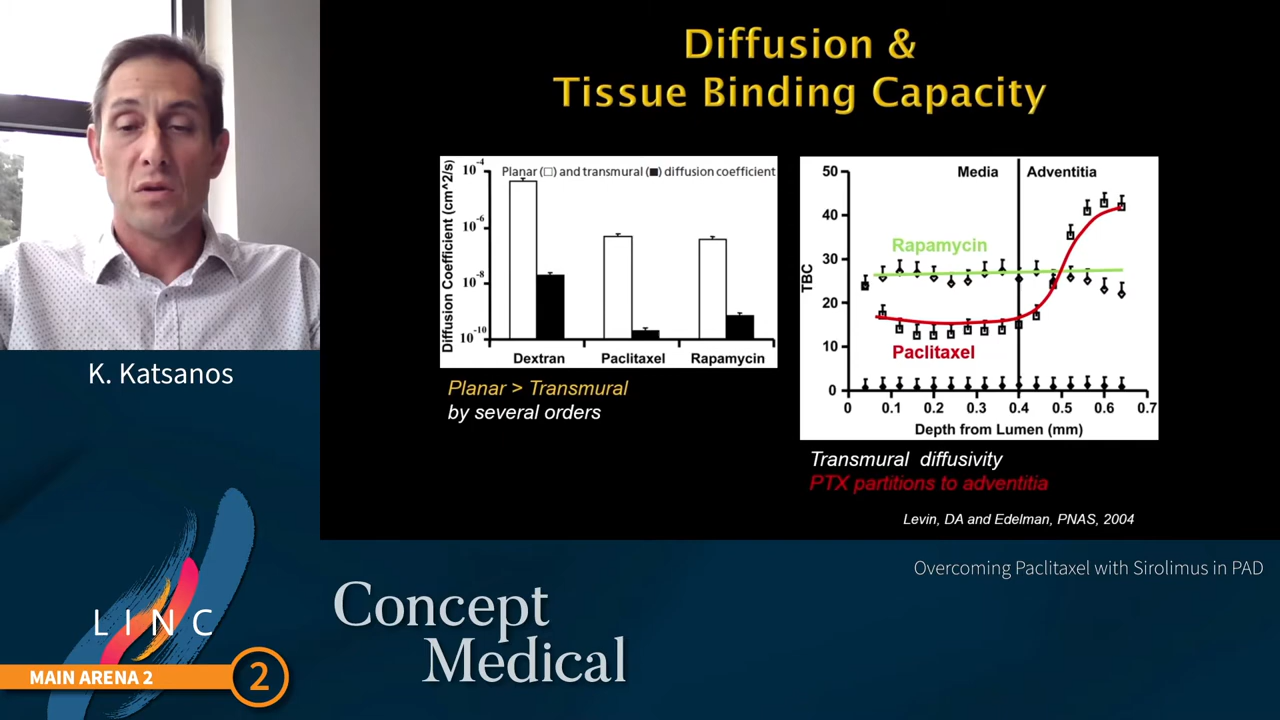 Diffusion &
Tissue Binding Capacity
Planar (□) and transmural (■) diffusion coefficient
Diffusion Coefficient (cm^2/s)
10-4
10-6
10-8
10-10
Dextran Paclitaxel Rapamycin
Planar > Transmural
by several orders
Media Adventitia
TBC
50
40
30
20
10
0
Rapamycin
Paclitaxel
0 0.1 0.2 0.3 0.4 0.5 0.6 0.7
Depth from Lumen (mm)
Transmural diffusivity
PTX partitions to adventitia
Levin, DA and Edelman, PNAS, 2004
K. Katsanos
Overcoming Paclitaxel with Sirolimus in PAD
LINC
MAIN ARENA 2
2
Concept
Medical